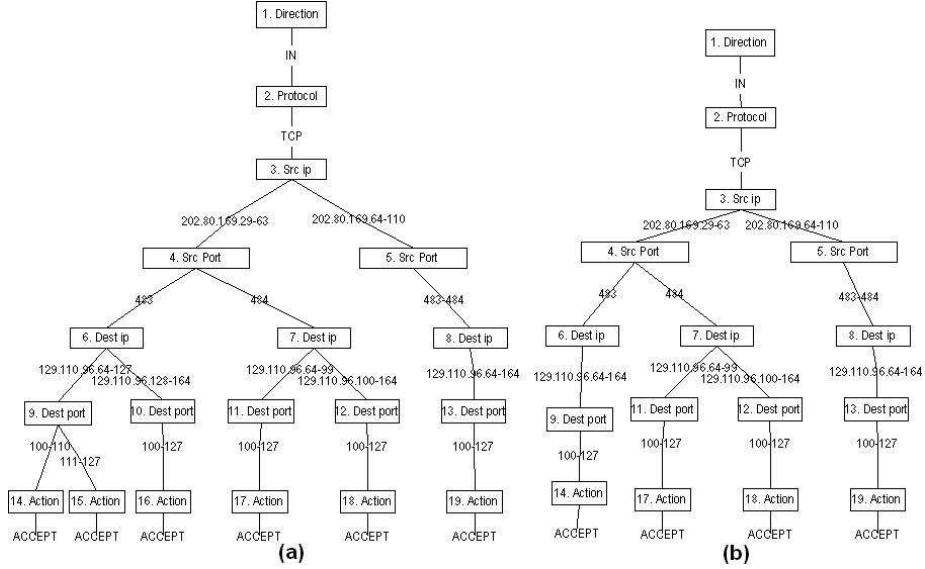 1. Direction
IN
2. Protocol
TCP
3. Src ip
202.80.169.29-63
202.80.169.64-110
4. Src Port
5. Src Port
483
484
483-484
6. Dest ip
7. Dest ip
8. Dest ip
129.110.96.64-127
129.110.96.128-164
129.110.96.64-99
129.110.96.100-164
129.110.96.64-164
9. Dest port
10. Dest port
11. Dest port
12. Dest port
13. Dest port
100-110
111-127
100-127
100-127
100-127
100-127
14. Action
15. Action
16. Action
17. Action
18. Action
19. Action
ACCEPT
ACCEPT
ACCEPT
ACCEPT
ACCEPT
ACCEPT
(a)
1. Direction
IN
2. Protocol
TCP
3. Src ip
202.80.169.29-63
202.80.169.64-110
4. Src Port
5. Src Port
483
484
483-484
6. Dest ip
7. Dest ip
8. Dest ip
129.110.96.64-164
129.110.96.64-99
129.110.96.100-164
129.110.96.64-164
9. Dest port
11. Dest port
12. Dest port
13. Dest port
100-127
100-127
100-127
100-127
14. Action
17. Action
18. Action
19. Action
ACCEPT
ACCEPT
ACCEPT
ACCEPT
(b)